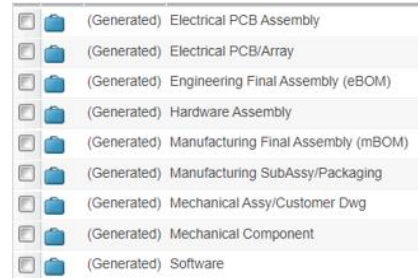 (Generated) Electrical PCB Assembly
(Generated) Electrical PCB/Array
(Generated) Engineering Final Assembly (eBOM)
(Generated) Hardware Assembly
(Generated) Manufacturing Final Assembly (mBOM)
(Generated) Manufacturing SubAssy/Packaging
(Generated) Mechanical Assy/Customer Dwg
(Generated) Mechanical Component
(Generated) Software